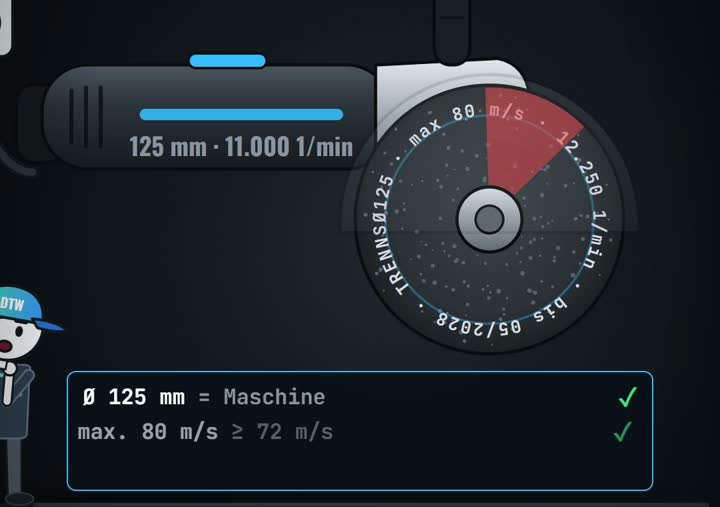 125 mm · 11.000 1/min
TRENNSØ125 · max 80 m/s · 12.250 1/min · bis 05/2028 ·
DTW
Ø 125 mm = Maschine ✓
max. 80 m/s ≥ 72 m/s ✓